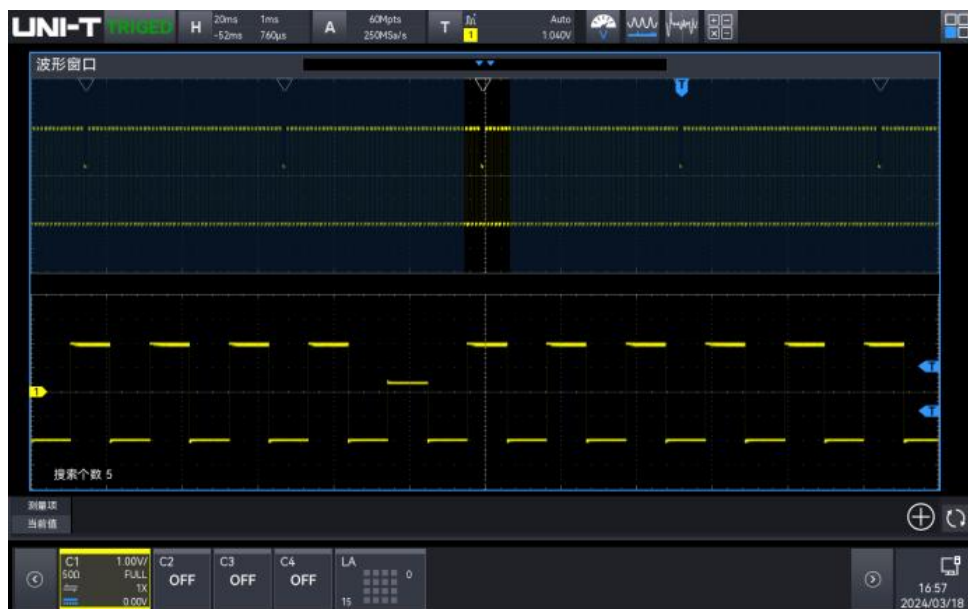 UNI-T TRIGED H 20ms 1ms A 60Mpts T Auto
-52ms 760μs 250MSa/s 1 1.040V
波形窗口
T
1
T
T
搜索个数 5
测量项
当前值
C1 1.00V/ C2 C3 C4 LA
50Ω FULL OFF OFF OFF 0
1X
0.00V 15
16:57
2024/03/18